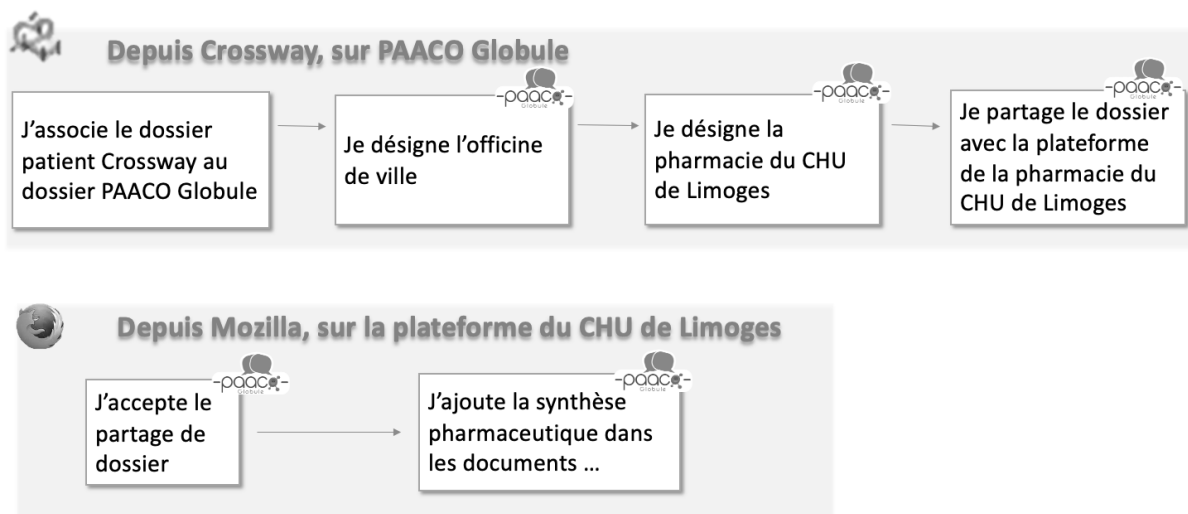 Depuis Crossway, sur PAACO Globule
-paaco-
Globule
-paaco-
Globule
-paaco-
Globule
J’associe le dossier
patient Crossway au
dossier PAACO Globule
Je désigne l’officine
de ville
Je désigne la
pharmacie du CHU
de Limoges
Je partage le dossier
avec la plateforme
de la pharmacie du
CHU de Limoges
Depuis Mozilla, sur la plateforme du CHU de Limoges
-paaco-
Globule
-paaco-
Globule
J’accepte le
partage de
dossier
J’ajoute la synthèse
pharmaceutique dans
les documents ...